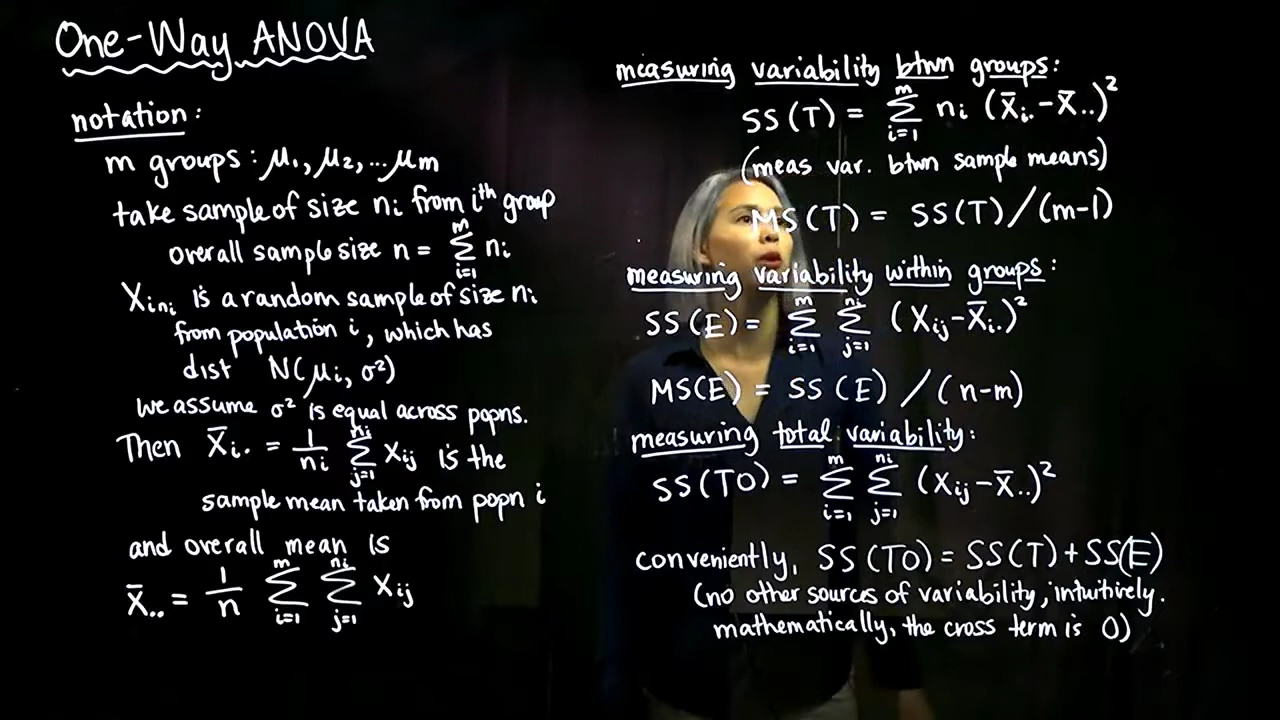 One-Way ANOVA
notation:
m groups: μ₁, μ₂, ... μm
take sample of size nᵢ from iᵗʰ group
overall sample size n = Σᵢ₌₁ᵐ nᵢ
Xᵢₙᵢ is a random sample of size nᵢ
from population i, which has
dist N(μᵢ, σ²)
we assume σ² is equal across popns.
Then X̄ᵢ. = 1/nᵢ Σⱼ₌₁ⁿⁱ Xᵢⱼ is the
sample mean taken from popn i
and overall mean is
X̄.. = 1/n Σᵢ₌₁ᵐ Σⱼ₌₁ⁿⁱ Xᵢⱼ
measuring variability btwn groups:
SS(T) = Σᵢ₌₁ᵐ nᵢ (X̄ᵢ. - X̄..)²
(meas var. btwn sample means)
MS(T) = SS(T)/(m-1)
measuring variability within groups:
SS(E) = Σᵢ₌₁ᵐ Σⱼ₌₁ⁿⁱ (Xᵢⱼ - X̄ᵢ.)²
MS(E) = SS(E)/(n-m)
measuring total variability:
SS(TO) = Σᵢ₌₁ᵐ Σⱼ₌₁ⁿⁱ (Xᵢⱼ - X̄..)²
conveniently, SS(TO) = SS(T) + SS(E)
(no other sources of variability, intuitively.
mathematically, the cross term is 0)